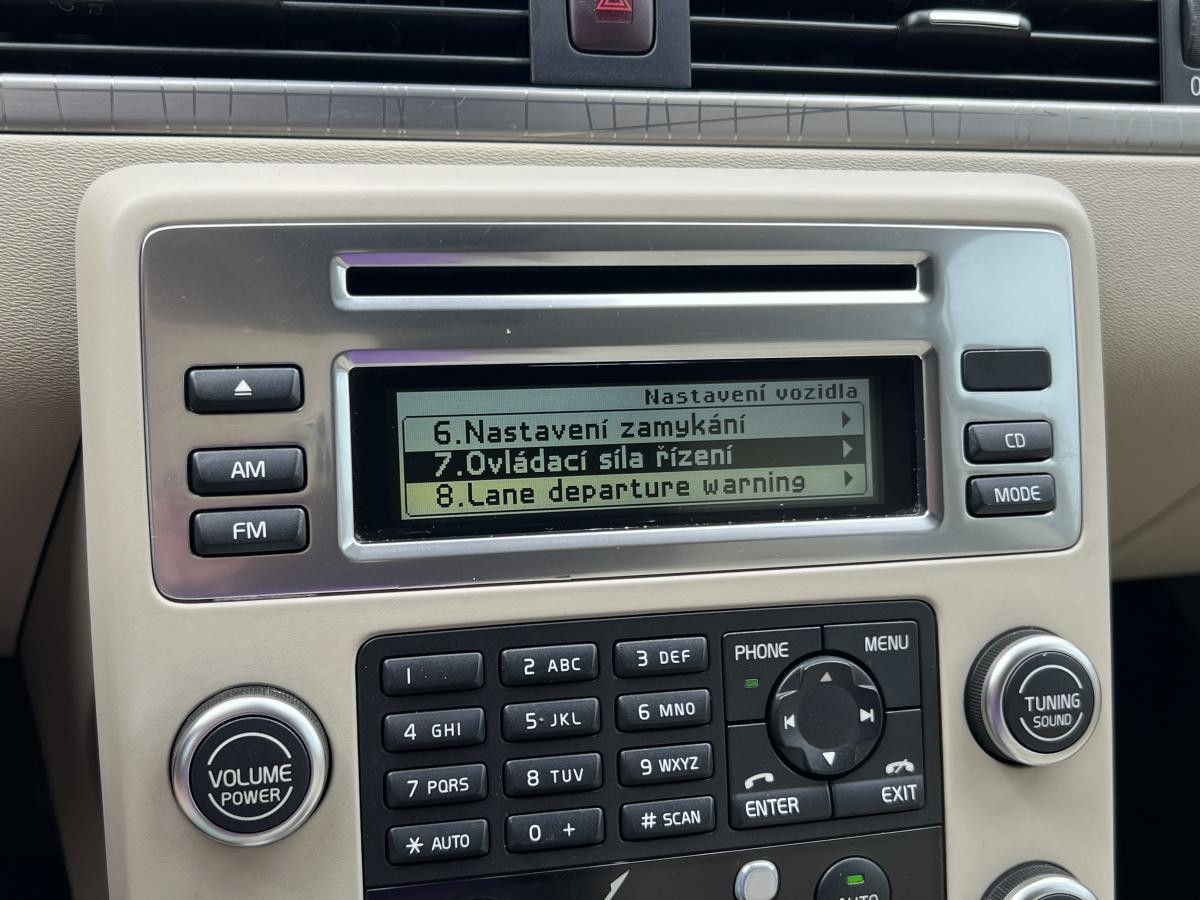 Nastavení vozidla
6.Nastavení zamykání
7.Ovládací síla řízení
8.Lane departure warning
AM
FM
CD
MODE
1
2 ABC
3 DEF
4 GHI
5 JKL
6 MNO
7 PQRS
8 TUV
9 WXYZ
* AUTO
0 +
# SCAN
PHONE
MENU
ENTER
EXIT
VOLUME
POWER
TUNING
SOUND
AUTO
0